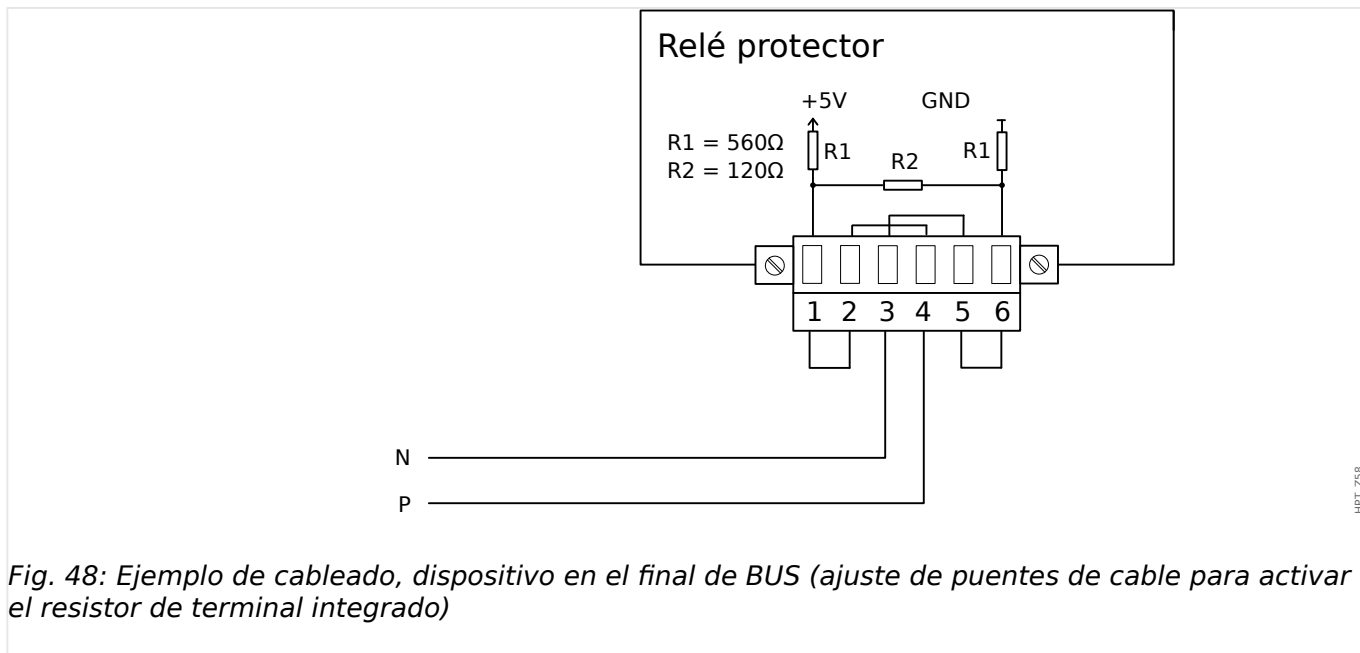 Relé protector
+5V
GND
R1 = 560Ω
R2 = 120Ω
R1
R2
R1
1 2 3 4 5 6
N
P
HPT_Z58
Fig. 48: Ejemplo de cableado, dispositivo en el final de BUS (ajuste de puentes de cable para activar
el resistor de terminal integrado)